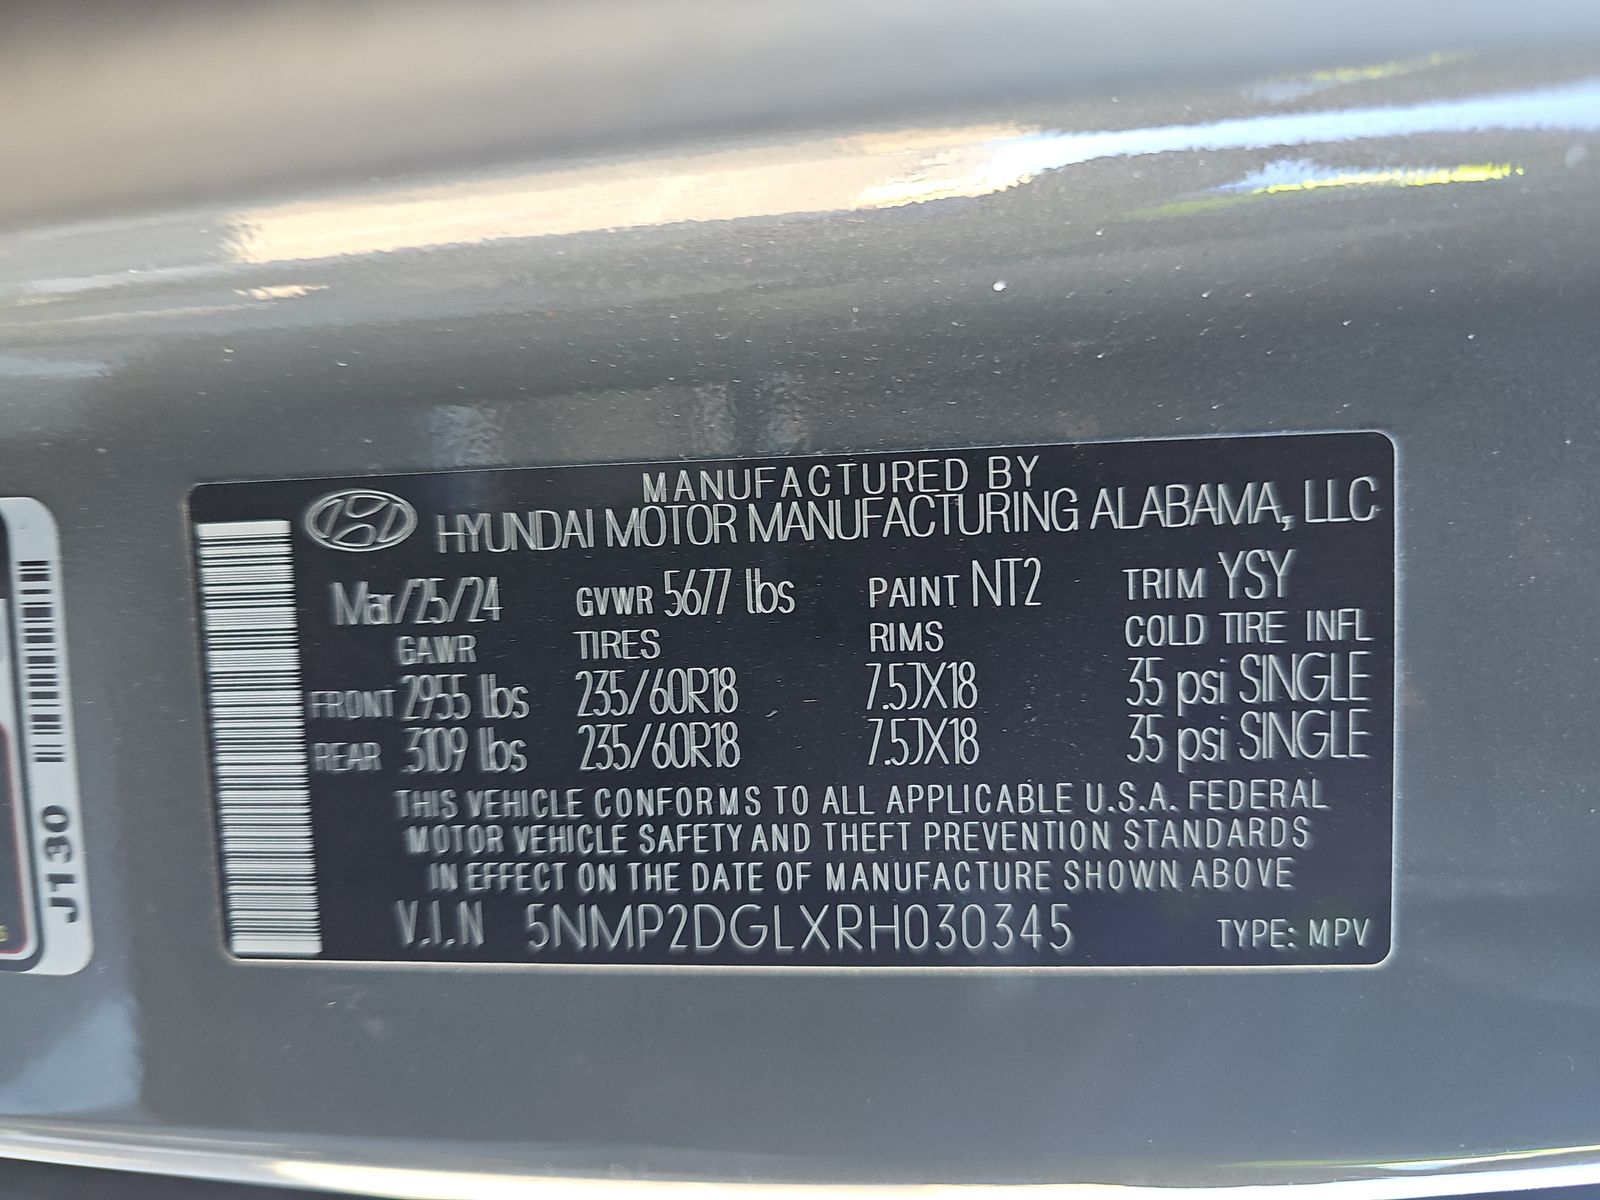 MANUFACTURED BY
HYUNDAI MOTOR MANUFACTURING ALABAMA, LLC
Mar/25/24 GVWR 5677 lbs PAINT NT2 TRIM YSY
GAWR TIRES RIMS COLD TIRE INFL
FRONT 2955 lbs 235/60R18 7.5JX18 35 psi SINGLE
REAR 3109 lbs 235/60R18 7.5JX18 35 psi SINGLE
THIS VEHICLE CONFORMS TO ALL APPLICABLE U.S.A. FEDERAL
MOTOR VEHICLE SAFETY AND THEFT PREVENTION STANDARDS
IN EFFECT ON THE DATE OF MANUFACTURE SHOWN ABOVE
V.I.N 5NMP2DGLXRH030345 TYPE: MPV
J130